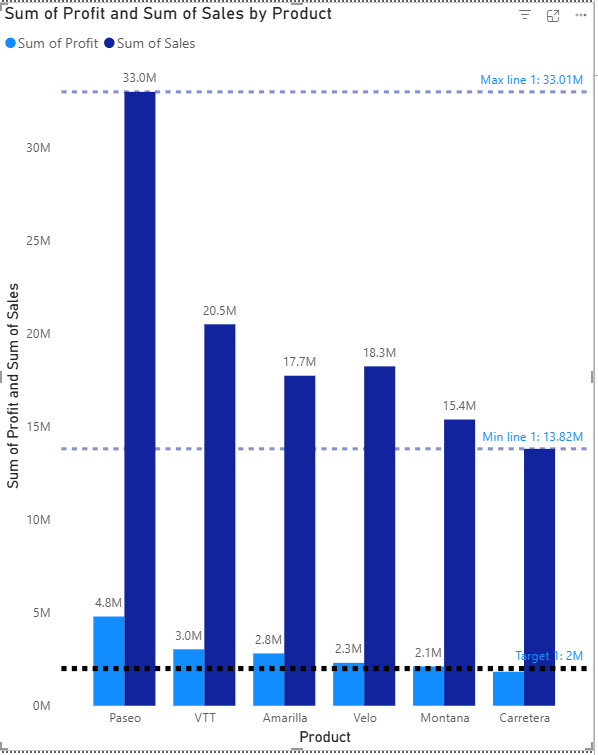 Sum of Profit and Sum of Sales by Product
Sum of Profit Sum of Sales
33.0M
Max line 1: 33.01M
30M
25M
20.5M
20M
18.3M
17.7M
15.4M
15M
Min line 1: 13.82M
10M
5M
4.8M
3.0M
2.8M
2.3M
2.1M
Target 1: 2M
0M
Paseo VTT Amarilla Velo Montana Carretera
Product
Sum of Profit and Sum of Sales